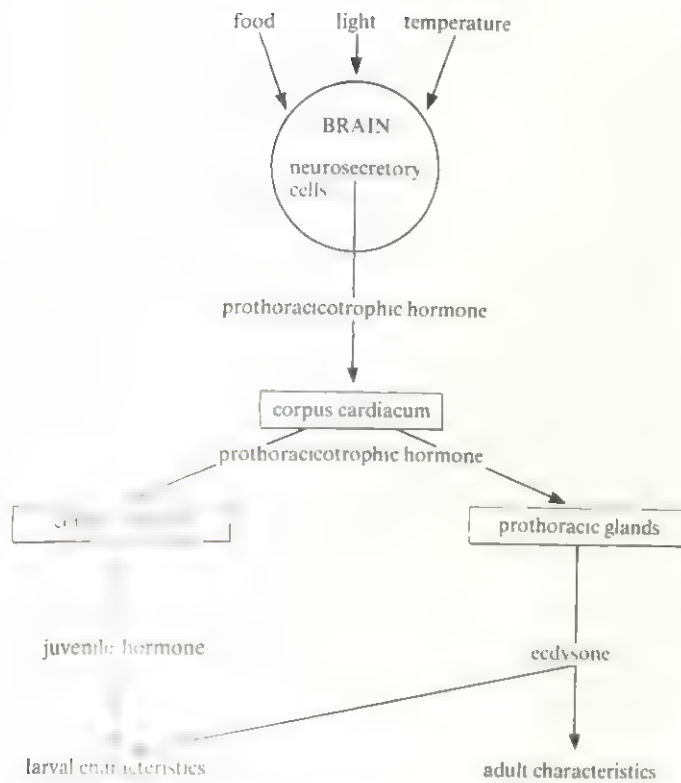 food light temperature
BRAIN
neurosecretory
cells
prothoracicotrophic hormone
corpus cardiacum
prothoracicotrophic hormone
prothoracic glands
juvenile hormone
ecdysone
larval characteristics
adult characteristics